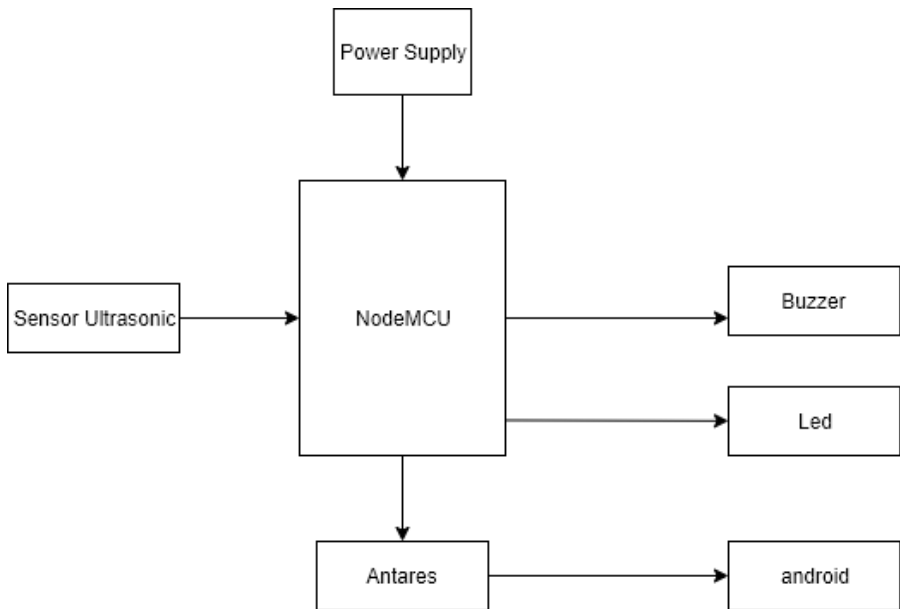 Power Supply
Sensor Ultrasonic
NodeMCU
Buzzer
Led
Antares
android